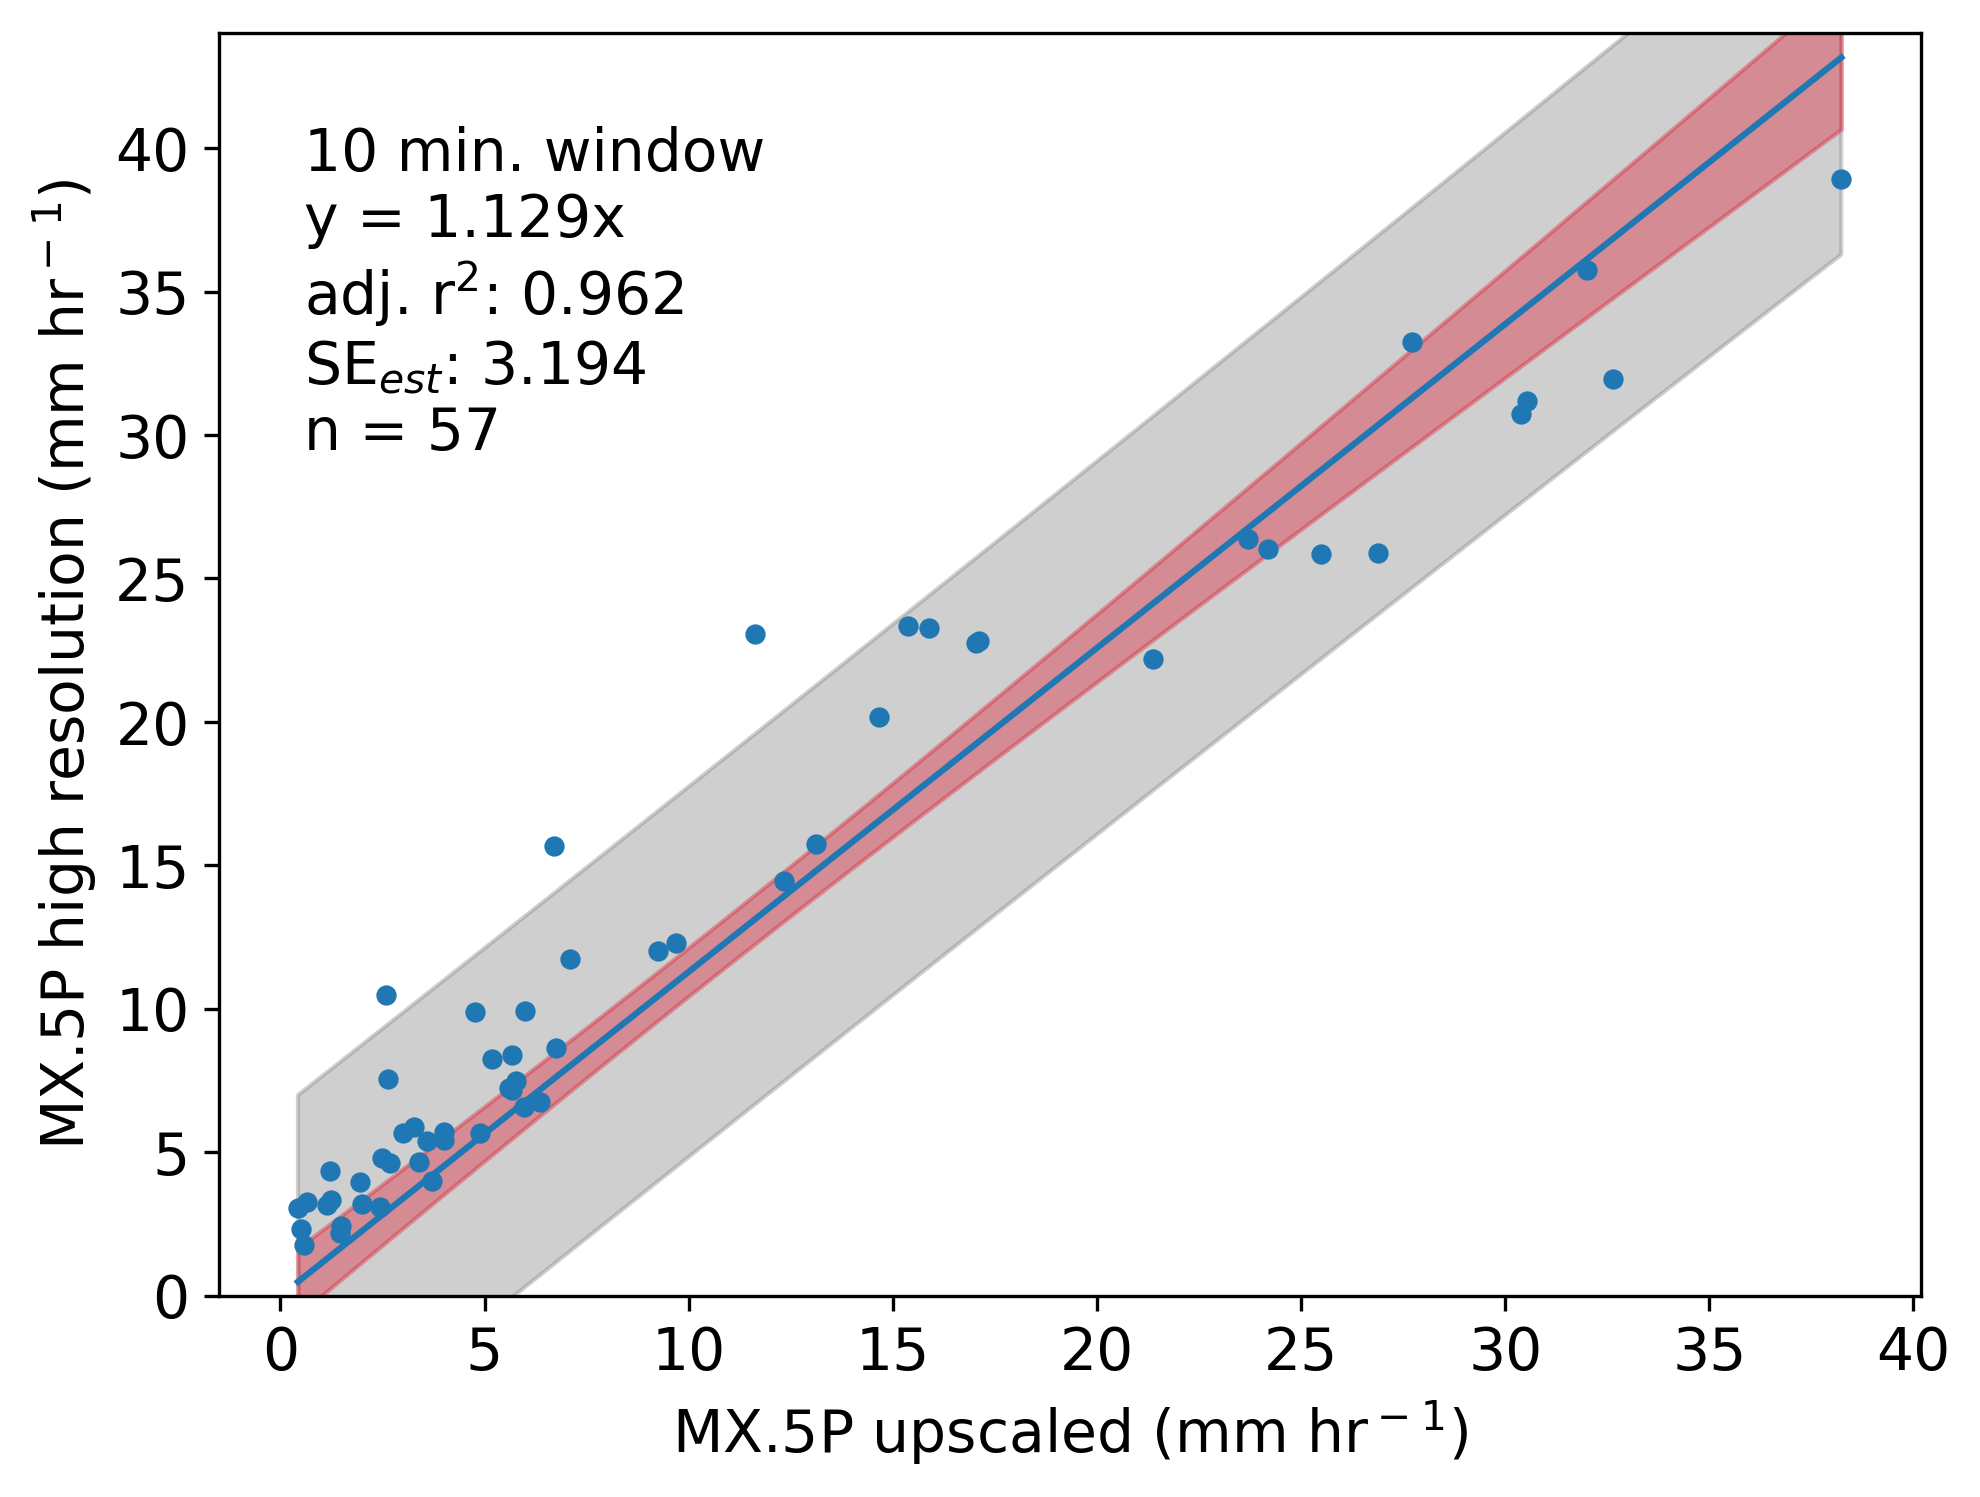 10 min. window
y = 1.129x
adj. r²: 0.962
SEest: 3.194
n = 57
MX.5P high resolution (mm hr⁻¹)
40
35
30
25
20
15
10
5
0
0 5 10 15 20 25 30 35 40
MX.5P upscaled (mm hr⁻¹)